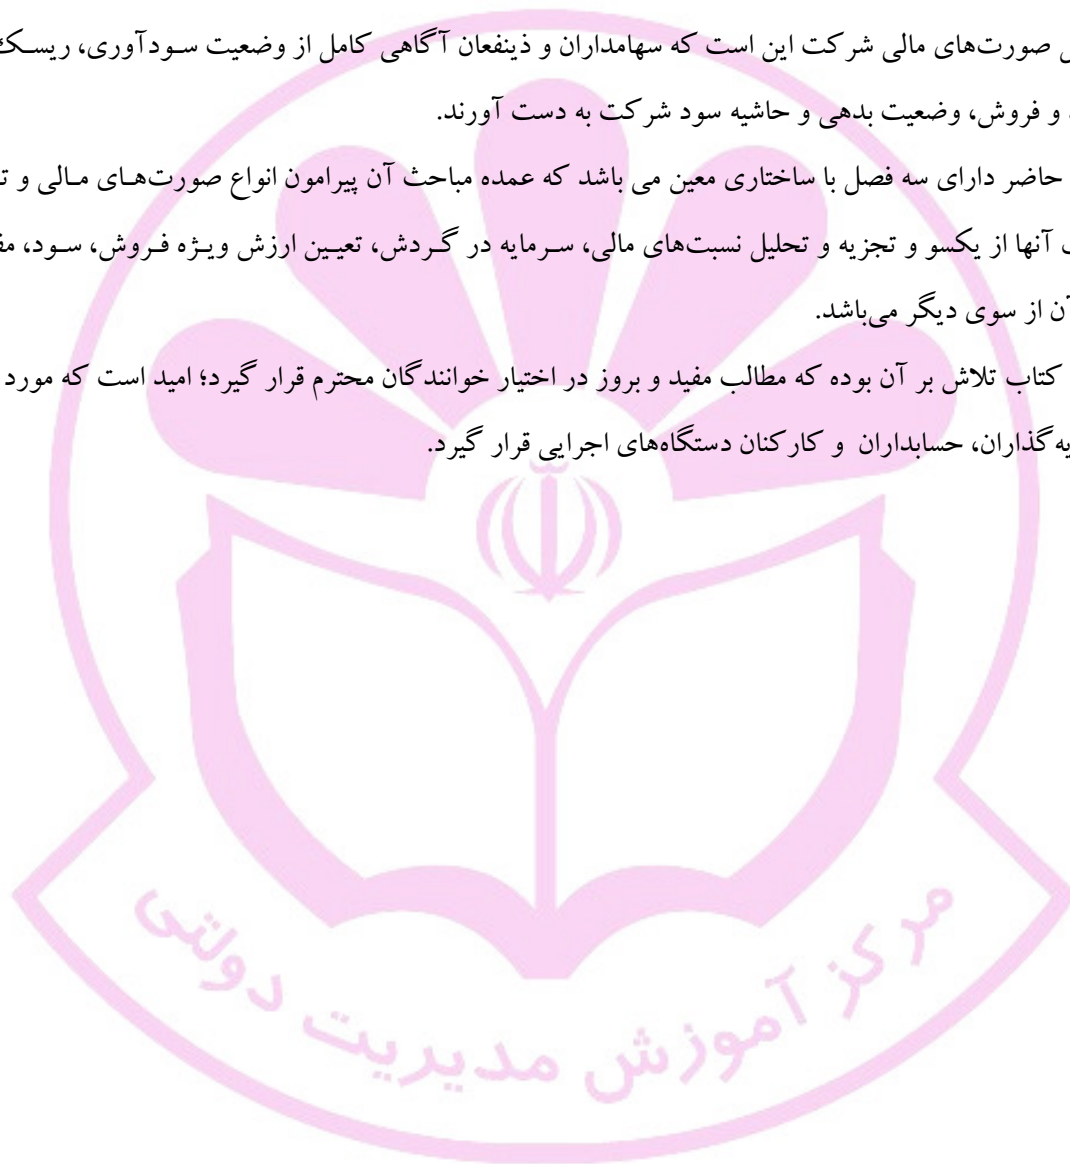 صورت‌های مالی شرکت این است که سهامداران و ذینفعان آگاهی کامل از وضعیت سودآوری، ریسک
و فروش، وضعیت بدهی و حاشیه سود شرکت به دست آورند.
حاضر دارای سه فصل با ساختاری معین می باشد که عمده مباحث آن پیرامون انواع صورت‌های مالی و
آنها از یکسو و تجزیه و تحلیل نسبت‌های مالی، سرمایه در گردش، تعیین ارزش ویژه فروش، سود،
آن از سوی دیگر می‌باشد.
کتاب تلاش بر آن بوده که مطالب مفید و بروز در اختیار خوانندگان محترم قرار گیرد؛ امید است که مورد
گذاران، حسابداران و کارکنان دستگاه‌های اجرایی قرار گیرد.
مرکز آموزش مدیریت دولتی